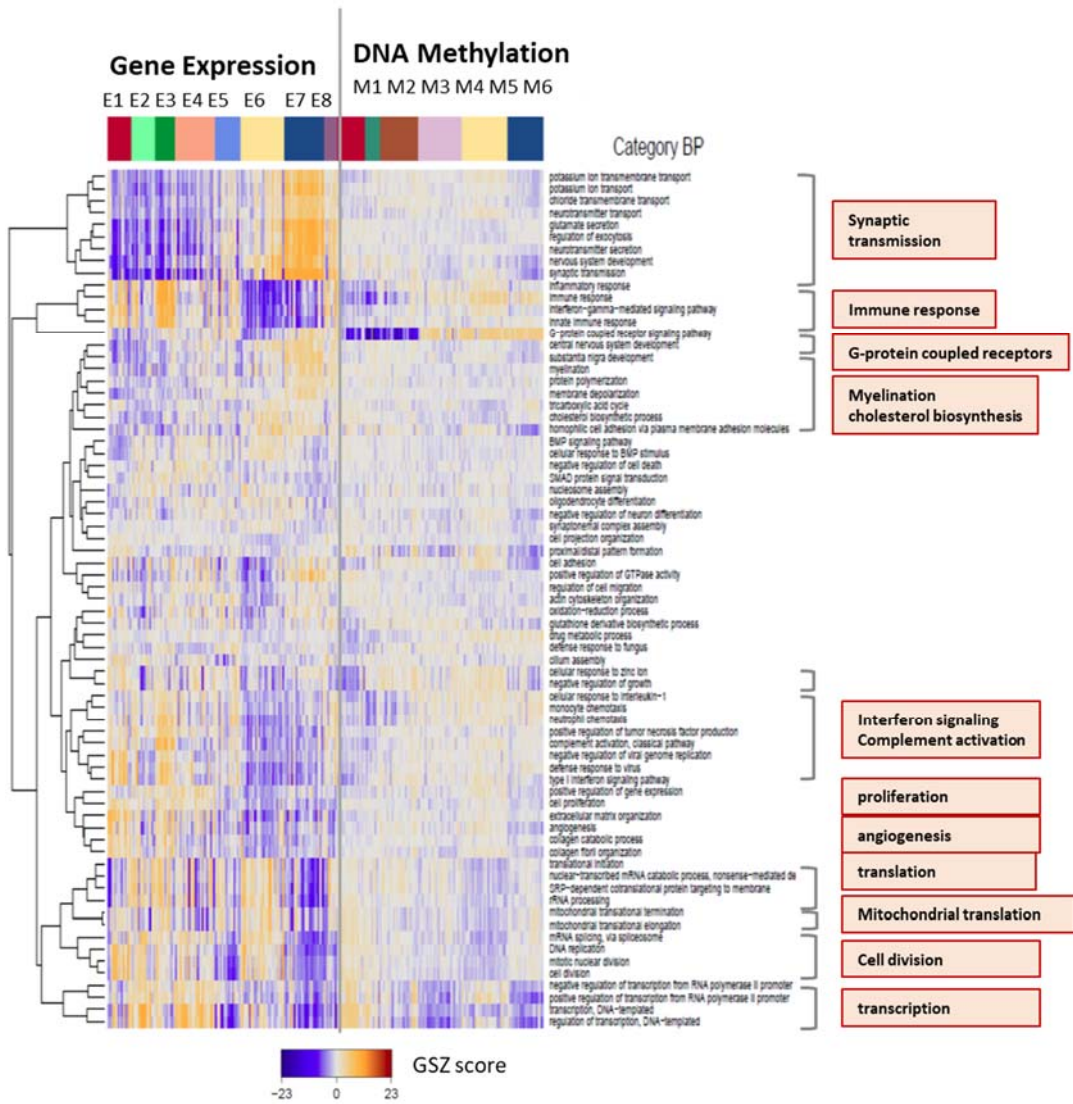 Gene Expression
DNA Methylation
E1 E2 E3 E4 E5 E6 E7 E8
M1 M2 M3 M4 M5 M6
Category BP
potassium ion transmembrane transport
potassium ion transport
chloride transmembrane transport
neurotransmitter transport
glutamate secretion
regulation of exocytosis
neurotransmitter secretion
nervous system development
synaptic transmission
inflammatory response
immune response
interferon-gamma-mediated signaling pathway
innate immune response
G-protein coupled receptor signaling pathway
central nervous system development
substantia nigra development
myelination
protein polymerization
membrane depolarization
tricarboxylic acid cycle
cholesterol biosynthetic process
homophilic cell adhesion via plasma membrane adhesion molecules
BMP signaling pathway
cellular response to BMP stimulus
negative regulation of cell death
SMAD protein signal transduction
nucleosome assembly
oligodendrocyte differentiation
negative regulation of neuron differentiation
synaptonemal complex assembly
cell projection organization
proximal/distal pattern formation
cell adhesion
positive regulation of GTPase activity
regulation of cell migration
actin cytoskeleton organization
oxidation-reduction process
glutathione derivative biosynthetic process
drug metabolic process
defense response to fungus
cilium assembly
cellular response to zinc ion
negative regulation of growth
cellular response to interleukin-1
monocyte chemotaxis
neutrophil chemotaxis
positive regulation of tumor necrosis factor production
complement activation, classical pathway
negative regulation of viral genome replication
defense response to virus
type I interferon signaling pathway
positive regulation of gene expression
cell proliferation
extracellular matrix organization
angiogenesis
collagen catabolic process
collagen fibril organization
translational initiation
nuclear-transcribed mRNA catabolic process, nonsense-mediated de
SRP-dependent cotranslational protein targeting to membrane
rRNA processing
mitochondrial translational termination
mitochondrial translational elongation
mRNA splicing, via spliceosome
DNA replication
mitotic nuclear division
cell division
negative regulation of transcription from RNA polymerase II promoter
positive regulation of transcription from RNA polymerase II promoter
transcription, DNA-templated
regulation of transcription, DNA-templated
Synaptic
transmission
Immune response
G-protein coupled receptors
Myelination
cholesterol biosynthesis
Interferon signaling
Complement activation
proliferation
angiogenesis
translation
Mitochondrial translation
Cell division
transcription
GSZ score
−23 0 23